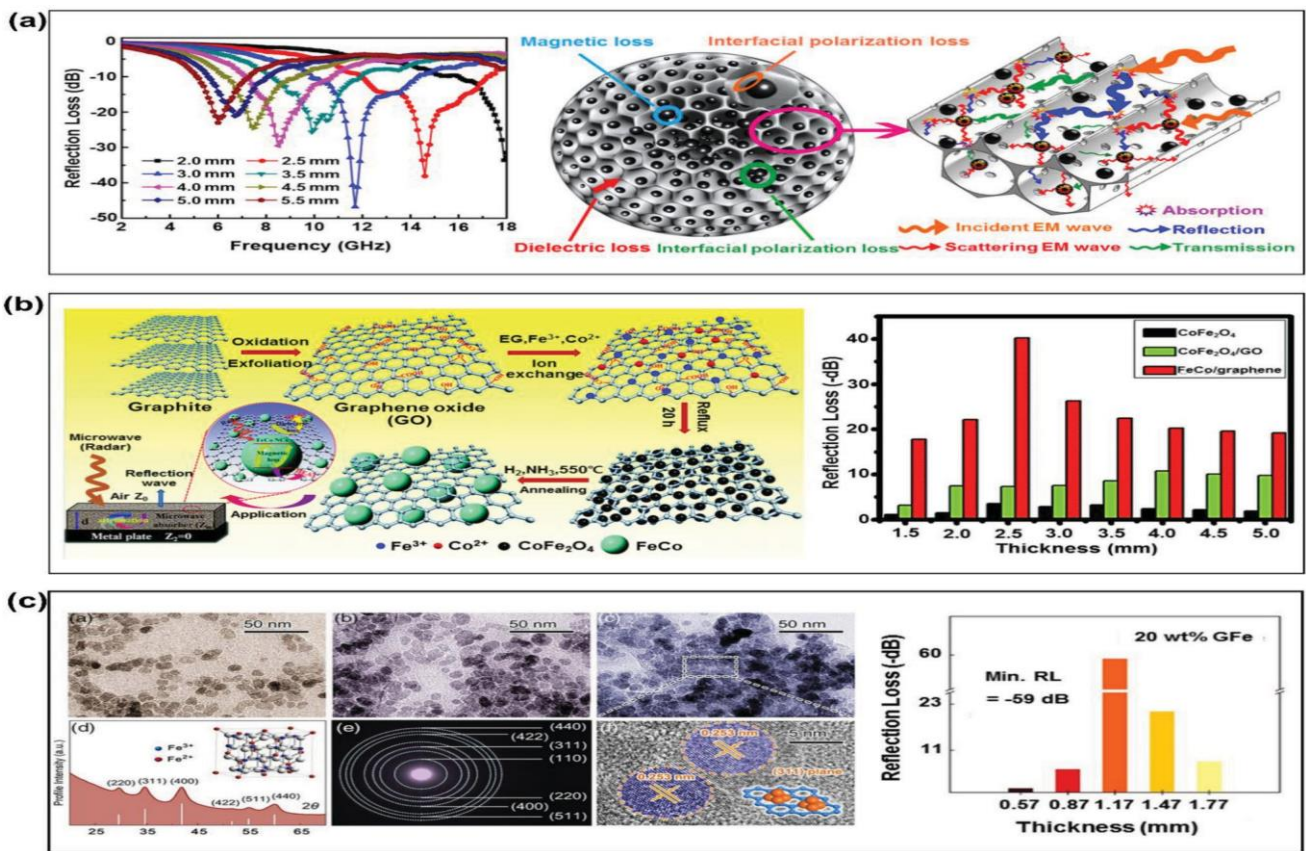 (a)
0
-10
-20
-30
-40
-50
Reflection Loss (dB)
2.0 mm
2.5 mm
3.0 mm
3.5 mm
4.0 mm
4.5 mm
5.0 mm
5.5 mm
2 4 6 8 10 12 14 16 18
Frequency (GHz)
Magnetic loss
Interfacial polarization loss
Dielectric loss
Interfacial polarization loss
Absorption
Incident EM wave
Reflection
Scattering EM wave
Transmission
(b)
Graphite
Oxidation
Exfoliation
Graphene oxide
(GO)
EG,Fe³⁺,Co²⁺
Ion
exchange
Reflux
20 h
H₂,NH₃,550℃
Annealing
Application
Microwave
(Radar)
Reflection
wave
Air Z₀
d
Microwave
absorber
Metal plate Z₂=0
Magnetic
loss
Fe³⁺ Co²⁺ CoFe₂O₄ FeCo
Reflection Loss (-dB)
40
30
20
10
0
CoFe₂O₄
CoFe₂O₄/GO
FeCo/graphene
1.5 2.0 2.5 3.0 3.5 4.0 4.5 5.0
Thickness (mm)
(c)
(a)
50 nm
(b)
50 nm
(c)
50 nm
(d)
Profile Intensity (a.u.)
Fe³⁺
Fe²⁺
(220) (311) (400)
(422) (511) (440)
2θ
25 35 45 55 65
(e)
(440)
(422)
(311)
(110)
(220)
(400)
(511)
(f)
0.253 nm
5 nm
0.253 nm
(311) plane
Reflection Loss (-dB)
60
23
11
20 wt% GFe
Min. RL
= -59 dB
0.57 0.87 1.17 1.47 1.77
Thickness (mm)